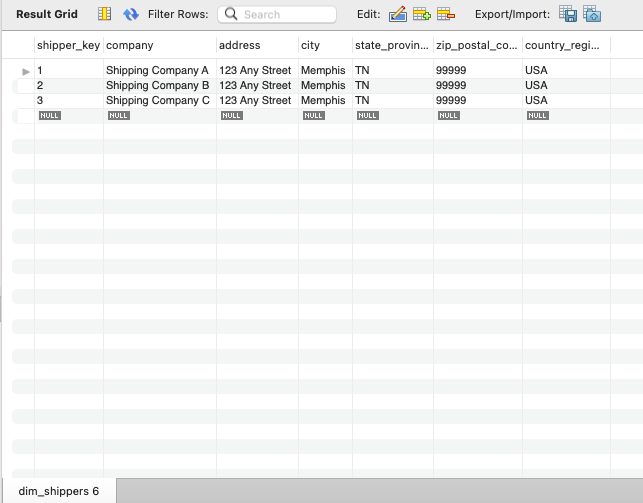 Result Grid Filter Rows: Search Edit: Export/Import:
shipper_key company address city state_provin... zip_postal_co... country_regi...
1 Shipping Company A 123 Any Street Memphis TN 99999 USA
2 Shipping Company B 123 Any Street Memphis TN 99999 USA
3 Shipping Company C 123 Any Street Memphis TN 99999 USA
NULL NULL NULL NULL NULL NULL NULL
dim_shippers 6